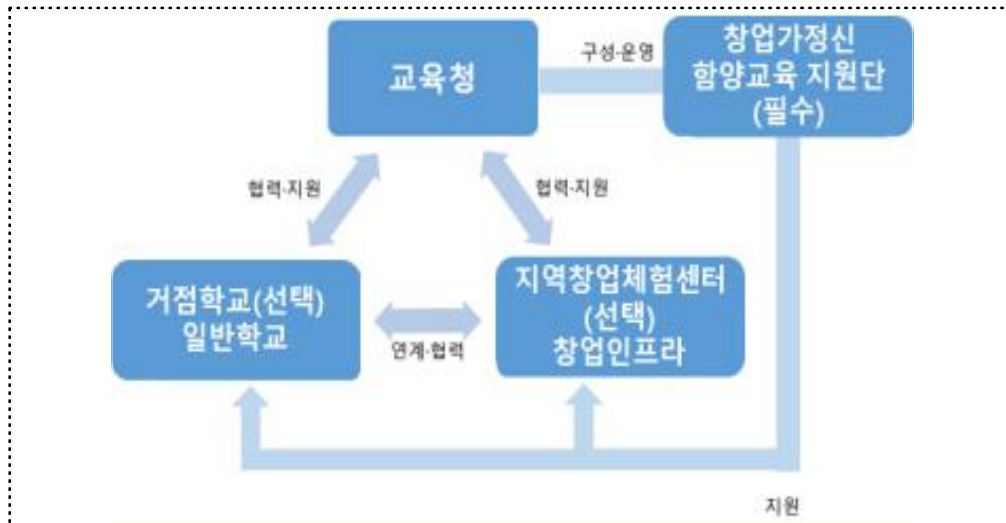 교육청
구성·운영
창업가정신
함양교육 지원단
(필수)
협력·지원
협력·지원
거점학교(선택)
일반학교
연계·협력
지역창업체험센터
(선택)
창업인프라
지원